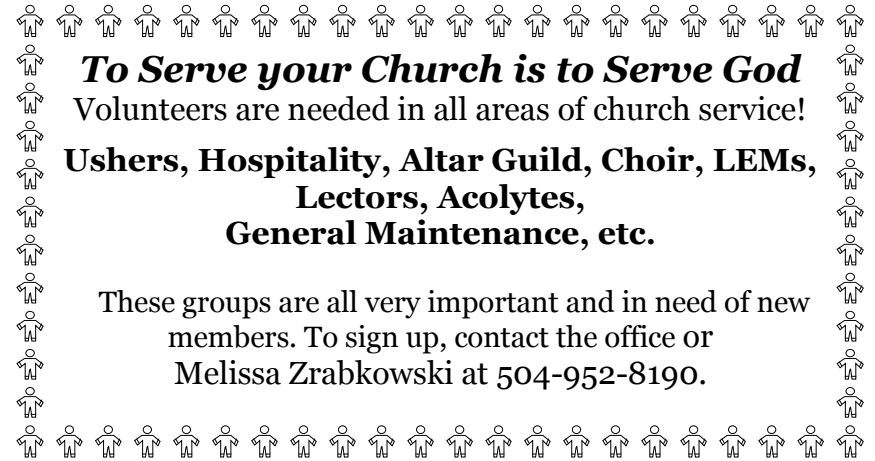 To Serve your Church is to Serve God
Volunteers are needed in all areas of church service!
Ushers, Hospitality, Altar Guild, Choir, LEMs,
Lectors, Acolytes,
General Maintenance, etc.
These groups are all very important and in need of new
members. To sign up, contact the office or
Melissa Zrabkowski at 504-952-8190.